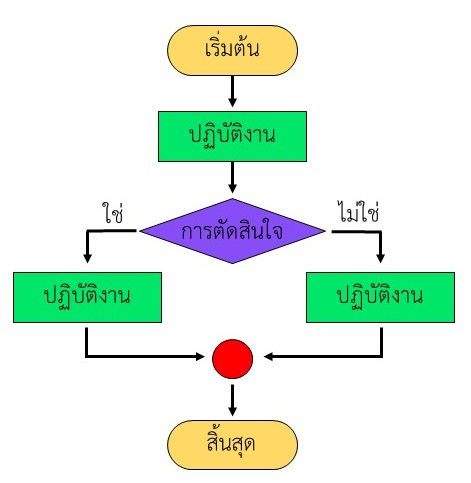 เริ่มต้น
ปฏิบัติงาน
การตัดสินใจ
ใช่
ไม่ใช่
ปฏิบัติงาน
ปฏิบัติงาน
สิ้นสุด